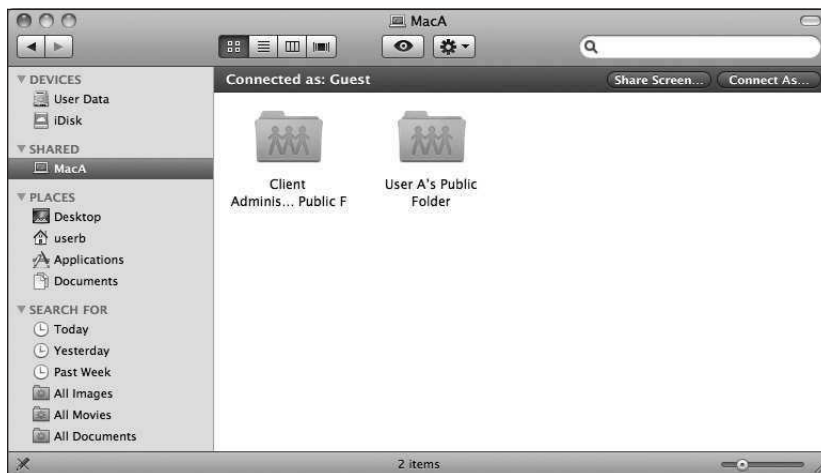 MacA
DEVICES
User Data
iDisk
SHARED
MacA
PLACES
Desktop
userb
Applications
Documents
SEARCH FOR
Today
Yesterday
Past Week
All Images
All Movies
All Documents
Connected as: Guest
Share Screen...
Connect As...
Client
Adminis... Public F
User A's Public
Folder
2 items